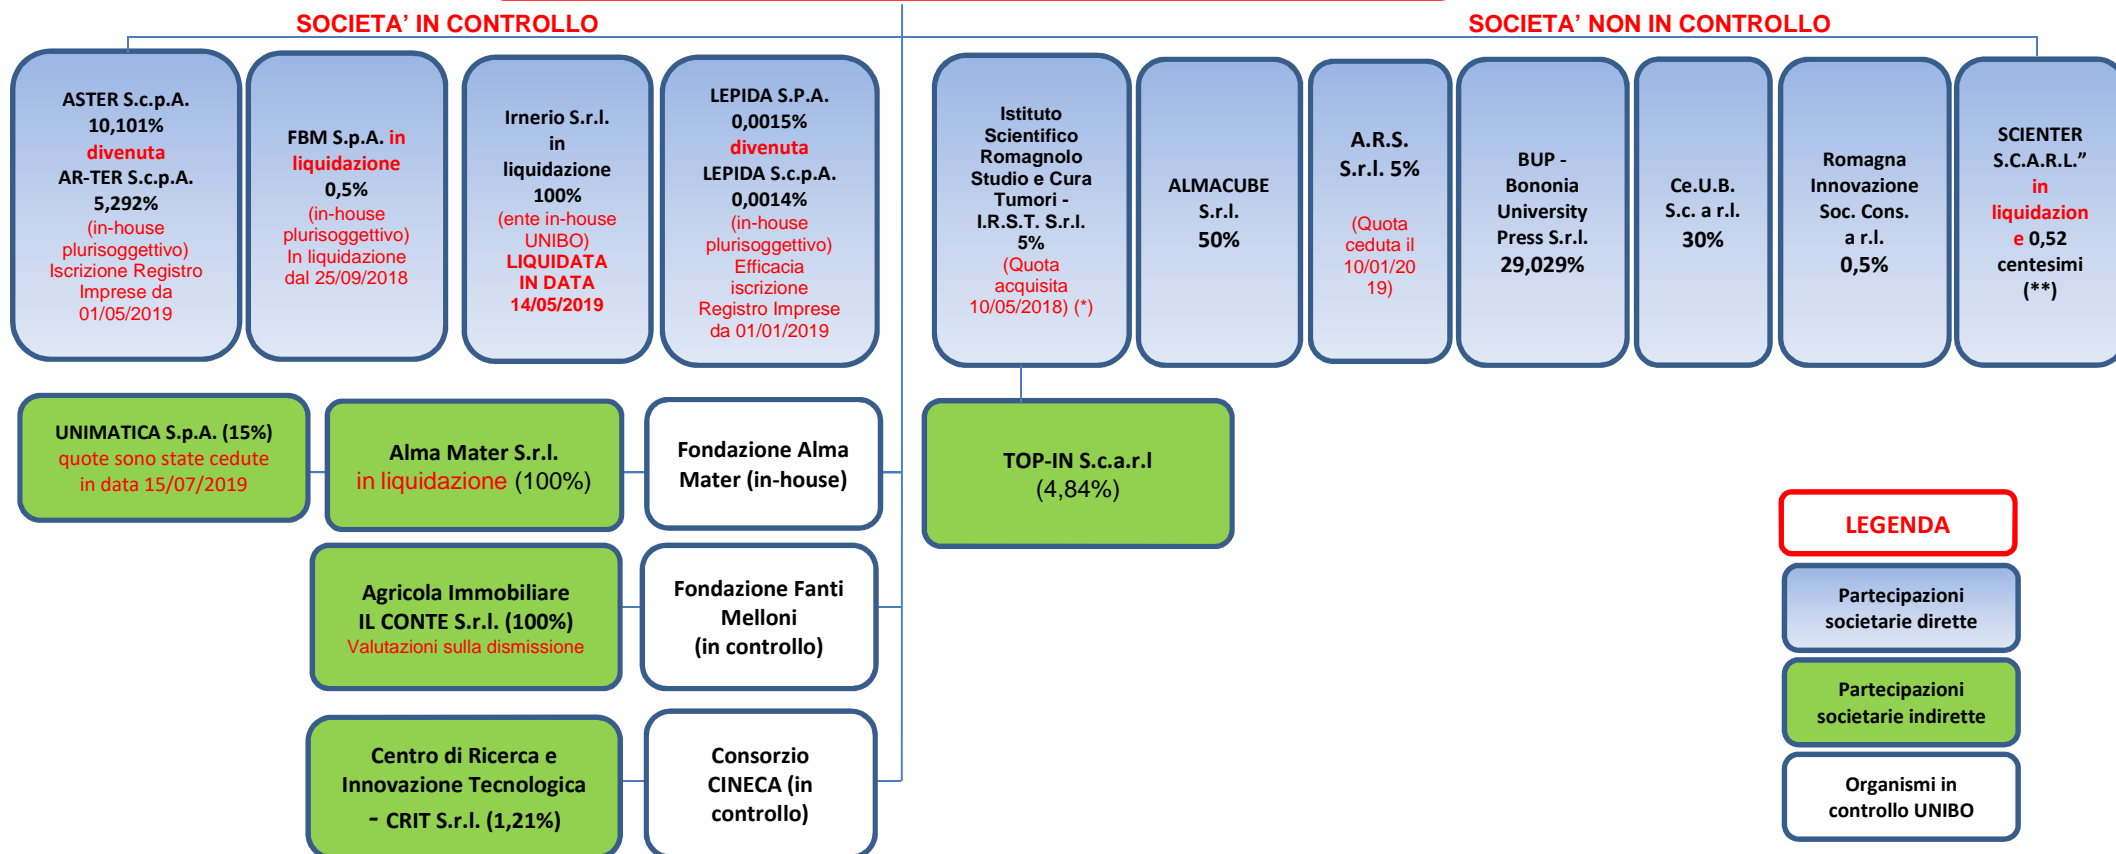 SOCIETA’ IN CONTROLLO
SOCIETA’ NON IN CONTROLLO
ASTER S.c.p.A.
10,101%
divenuta
AR-TER S.c.p.A.
5,292%
(in-house
plurisoggettivo)
Iscrizione Registro
Imprese da
01/05/2019
FBM S.p.A. in
liquidazione
0,5%
(in-house
plurisoggettivo)
In liquidazione
dal 25/09/2018
Irnerio S.r.l.
in
liquidazione
100%
(ente in-house
UNIBO)
LIQUIDATA
IN DATA
14/05/2019
LEPIDA S.P.A.
0,0015%
divenuta
LEPIDA S.c.p.A.
0,0014%
(in-house
plurisoggettivo)
Efficacia
iscrizione
Registro Imprese
da 01/01/2019
Istituto
Scientifico
Romagnolo
Studio e Cura
Tumori -
I.R.S.T. S.r.l.
5%
(Quota
acquisita
10/05/2018) (*)
ALMACUBE
S.r.l.
50%
A.R.S.
S.r.l. 5%
(Quota
ceduta il
10/01/20
19)
BUP -
Bononia
University
Press S.r.l.
29,029%
Ce.U.B.
S.c. a r.l.
30%
Romagna
Innovazione
Soc. Cons.
a r.l.
0,5%
SCIENTER
S.C.A.R.L.”
in
liquidazion
e 0,52
centesimi
(**)
UNIMATICA S.p.A. (15%)
quote sono state cedute
in data 15/07/2019
Alma Mater S.r.l.
in liquidazione (100%)
Fondazione Alma
Mater (in-house)
TOP-IN S.c.a.r.l
(4,84%)
Agricola Immobiliare
IL CONTE S.r.l. (100%)
Valutazioni sulla dismissione
Fondazione Fanti
Melloni
(in controllo)
Centro di Ricerca e
Innovazione Tecnologica
- CRIT S.r.l. (1,21%)
Consorzio
CINECA (in
controllo)
LEGENDA
Partecipazioni
societarie dirette
Partecipazioni
societarie indirette
Organismi in
controllo UNIBO